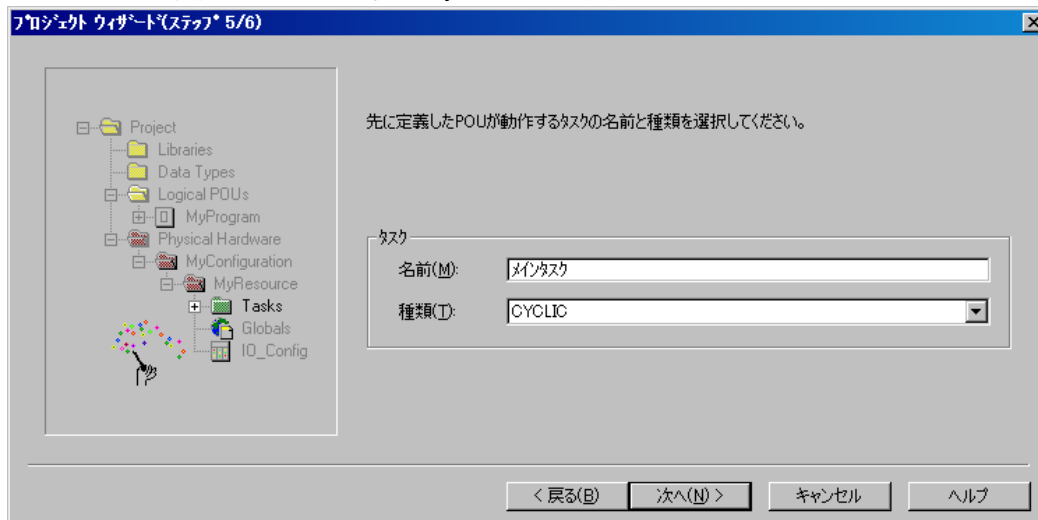 プロジェクト ウィザード(ステップ 5/6)
Project
Libraries
Data Types
Logical POUs
MyProgram
Physical Hardware
MyConfiguration
MyResource
Tasks
Globals
IO_Config
先に定義したPOUが動作するタスクの名前と種類を選択してください。
タスク
名前(M): メインタスク
種類(T): CYCLIC
< 戻る(B) 次へ(N) > キャンセル ヘルプ